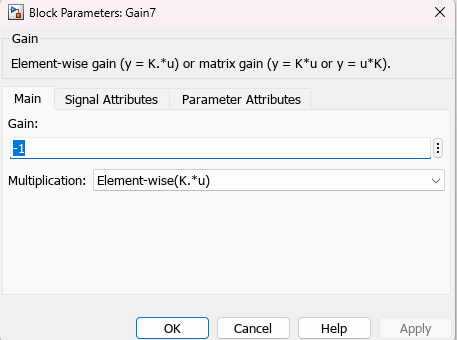 Block Parameters: Gain7
Gain
Element-wise gain (y = K.*u) or matrix gain (y = K*u or y = u*K).
Main Signal Attributes Parameter Attributes
Gain:
-1
Multiplication: Element-wise(K.*u)
OK Cancel Help Apply